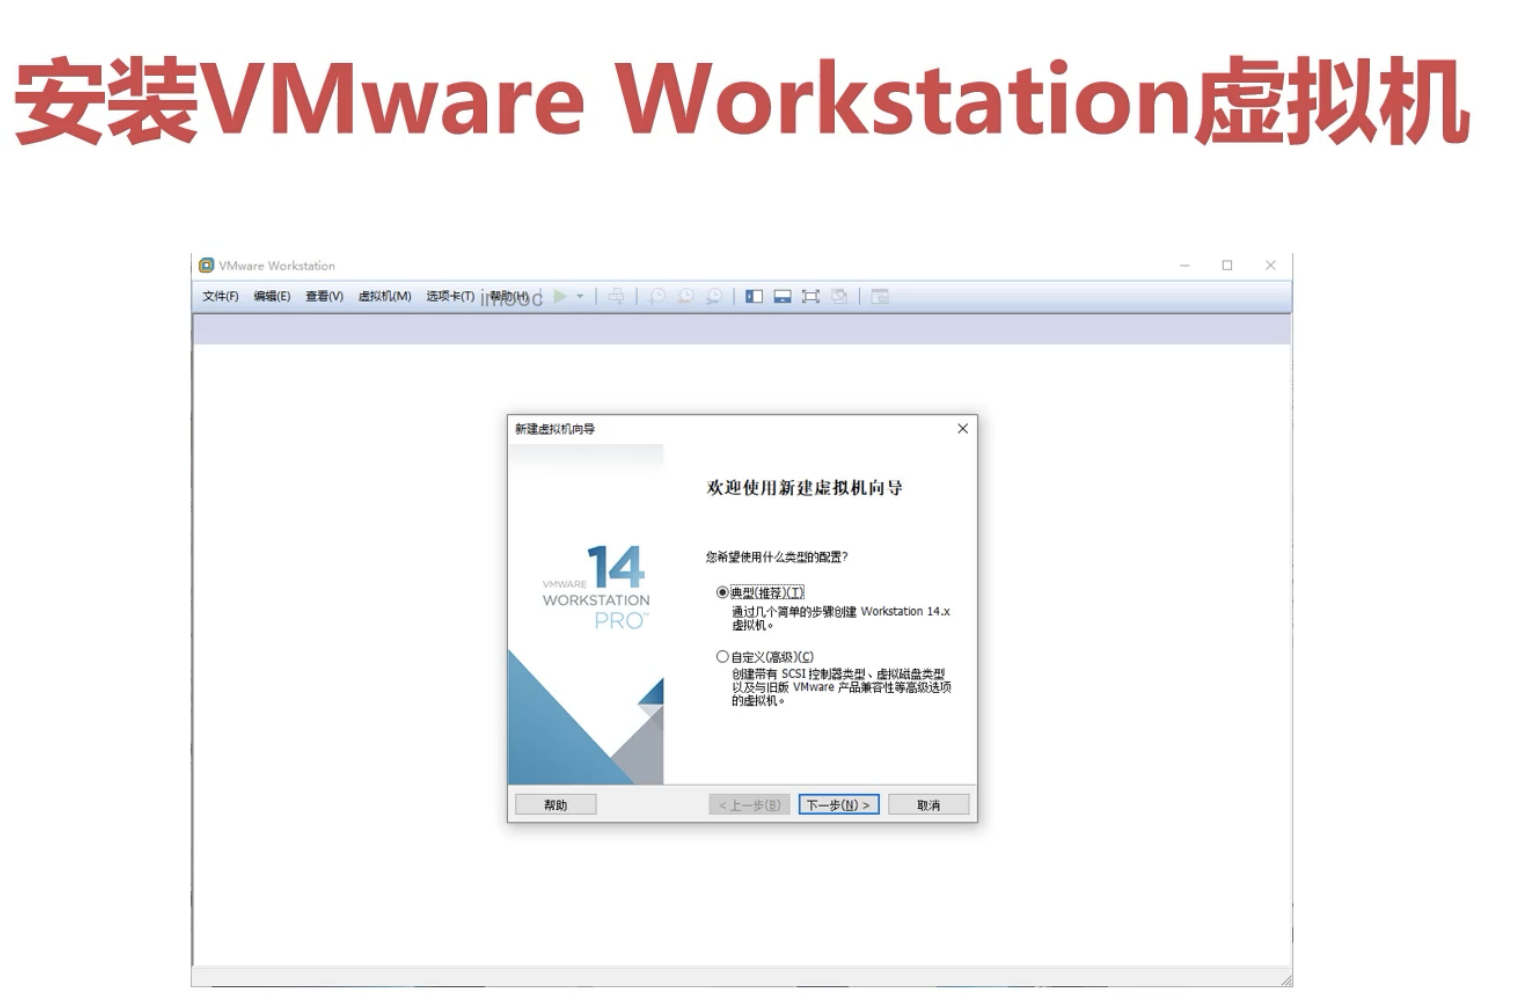 安装VMware Workstation虚拟机
VMware Workstation
文件(F) 编辑(E) 查看(V) 虚拟机(M) 选项卡(T) 帮助(H)
imooc
新建虚拟机向导
欢迎使用新建虚拟机向导
您希望使用什么类型的配置?
14
VMWARE
WORKSTATION
PRO™
典型(推荐)(T)
通过几个简单的步骤创建 Workstation 14.x
虚拟机。
自定义(高级)(C)
创建带有 SCSI 控制器类型、虚拟磁盘类型
以及与旧版 VMware 产品兼容性等高级选项
的虚拟机。
帮助 < 上一步(B) 下一步(N) > 取消